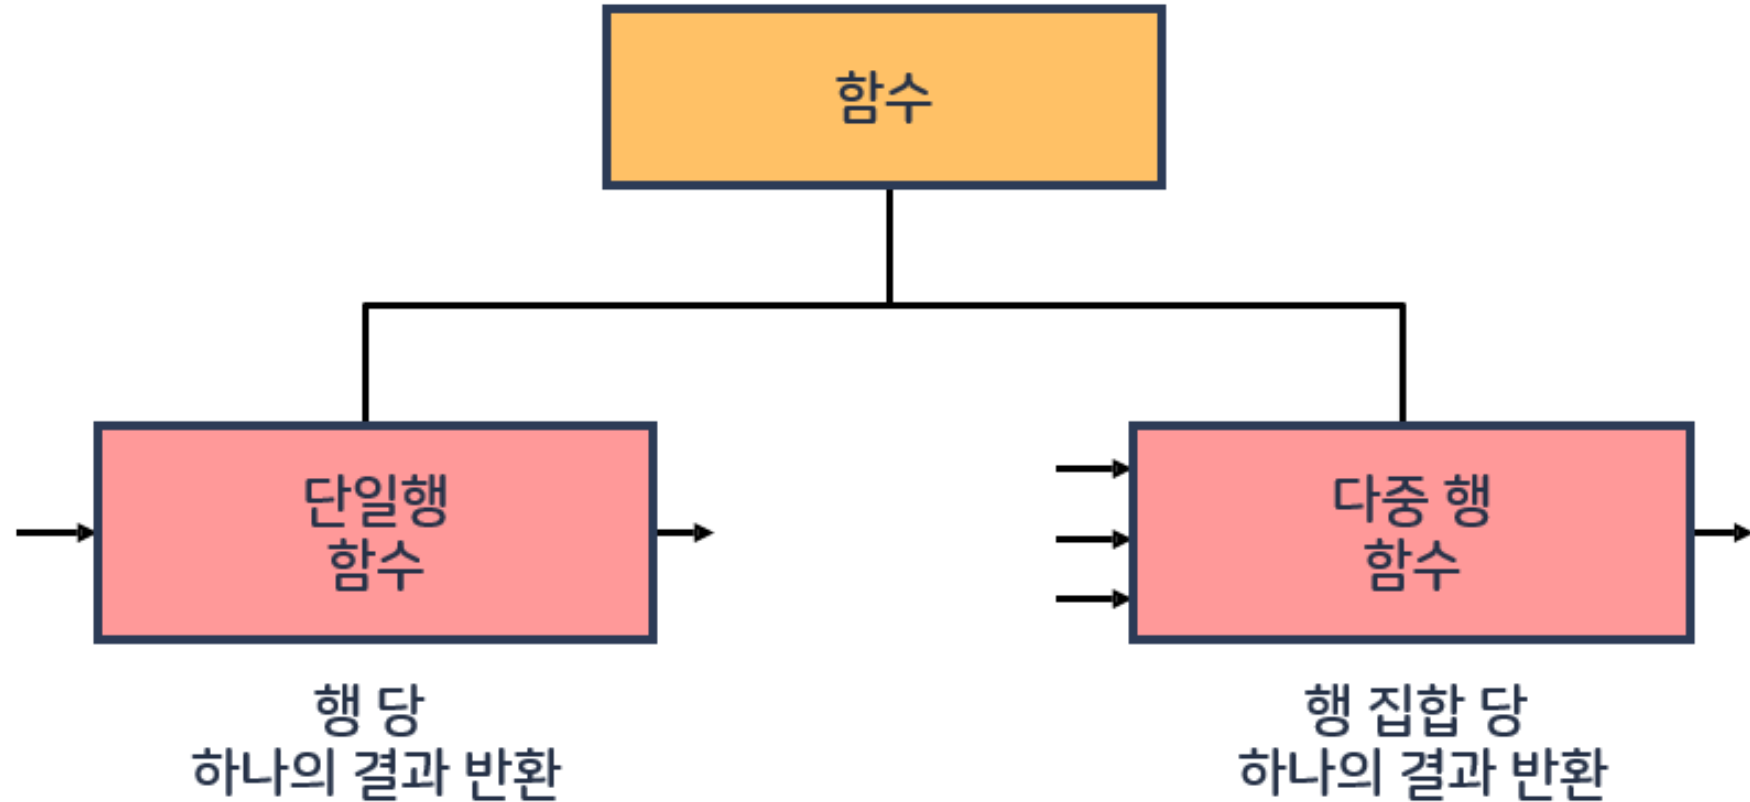 함수
단일행
함수
다중 행
함수
행 당
하나의 결과 반환
행 집합 당
하나의 결과 반환